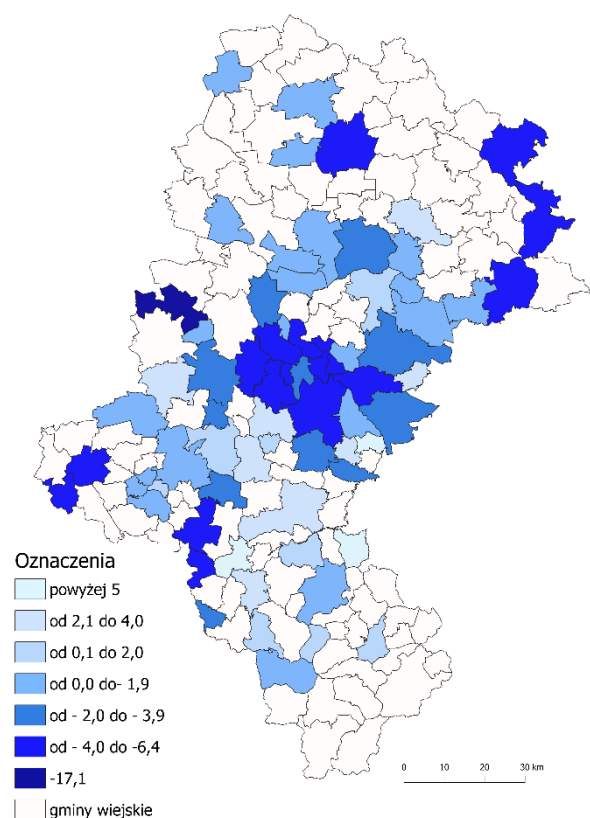 Oznaczenia
powyżej 5
od 2,1 do 4,0
od 0,1 do 2,0
od 0,0 do- 1,9
od - 2,0 do - 3,9
od - 4,0 do -6,4
-17,1
gminy wiejskie
0 10 20 30 km